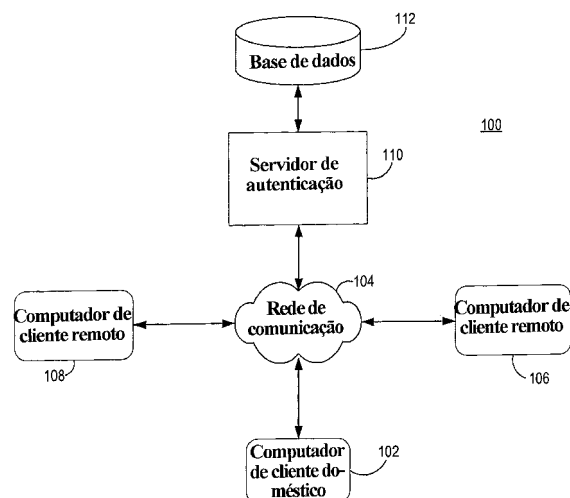 112
Base de dados
100
Servidor de
autenticação
110
104
Rede de
comunicação
Computador de
cliente remoto
108
Computador de
cliente remoto
106
Computador
de cliente do-
méstico
102